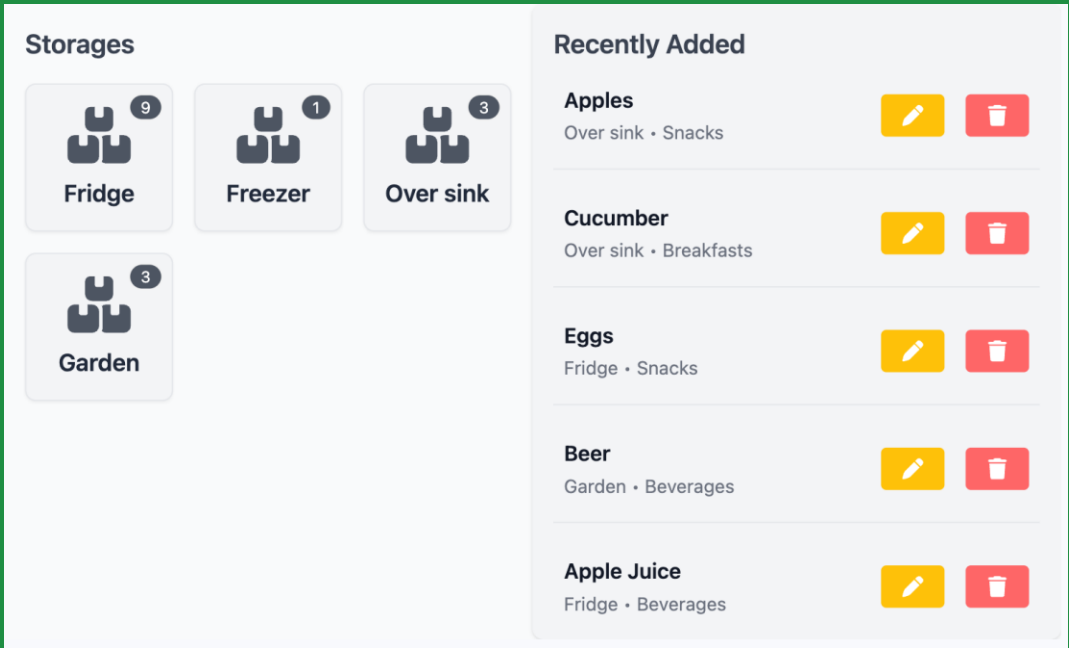 Storages
9
Fridge
1
Freezer
3
Over sink
3
Garden
Recently Added
Apples
Over sink • Snacks
Cucumber
Over sink • Breakfasts
Eggs
Fridge • Snacks
Beer
Garden • Beverages
Apple Juice
Fridge • Beverages